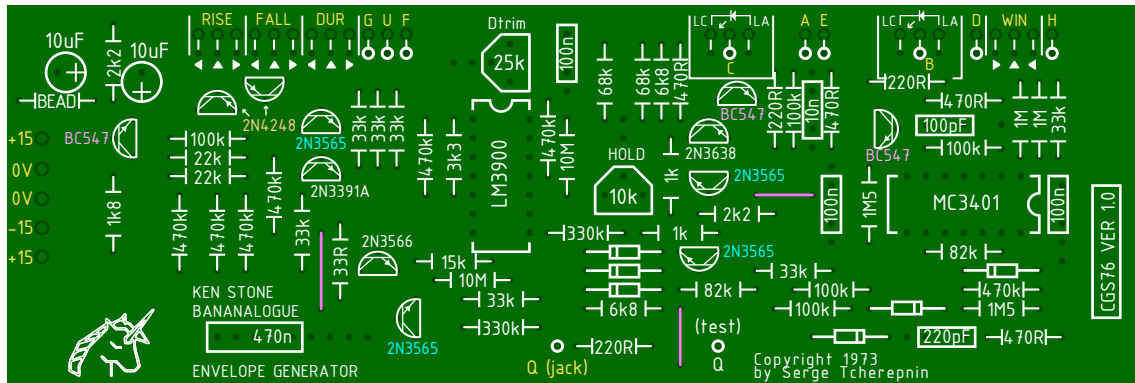 RISE FALL DUR G U F Dtrim LC LA A E LC LA D WIN H
10uF 10uF 2k2 25k 100n 68k 68k 6k8 470R C B
BEAD 2N4248 BC547 220R 100k 10n 470R 220R 470R 1M 1M 33k
+15 BC547 100k 2N3565 33k 33k 33k 470k 3k3 LM3900 470k 10M HOLD 2N3638 BC547 100pF 100k
0V 22k 2N3391A 1k 2N3565
0V 22k 10k 2k2 100n 1M5 MC3401 100n
-15 1k8 470k 470k 470k 470k 33k 33R 2N3566 330k 1k 82k
+15 15k 2N3565 33k
10M 82k 100k 470k
KEN STONE 33k 6k8 100k 1M5
BANANALOGUE
470n 2N3565 330k (test) 220pF 470R
Q (jack) 220R Q
ENVELOPE GENERATOR
Copyright 1973
by Serge Tcherepnin
CGS76 VER 1.0